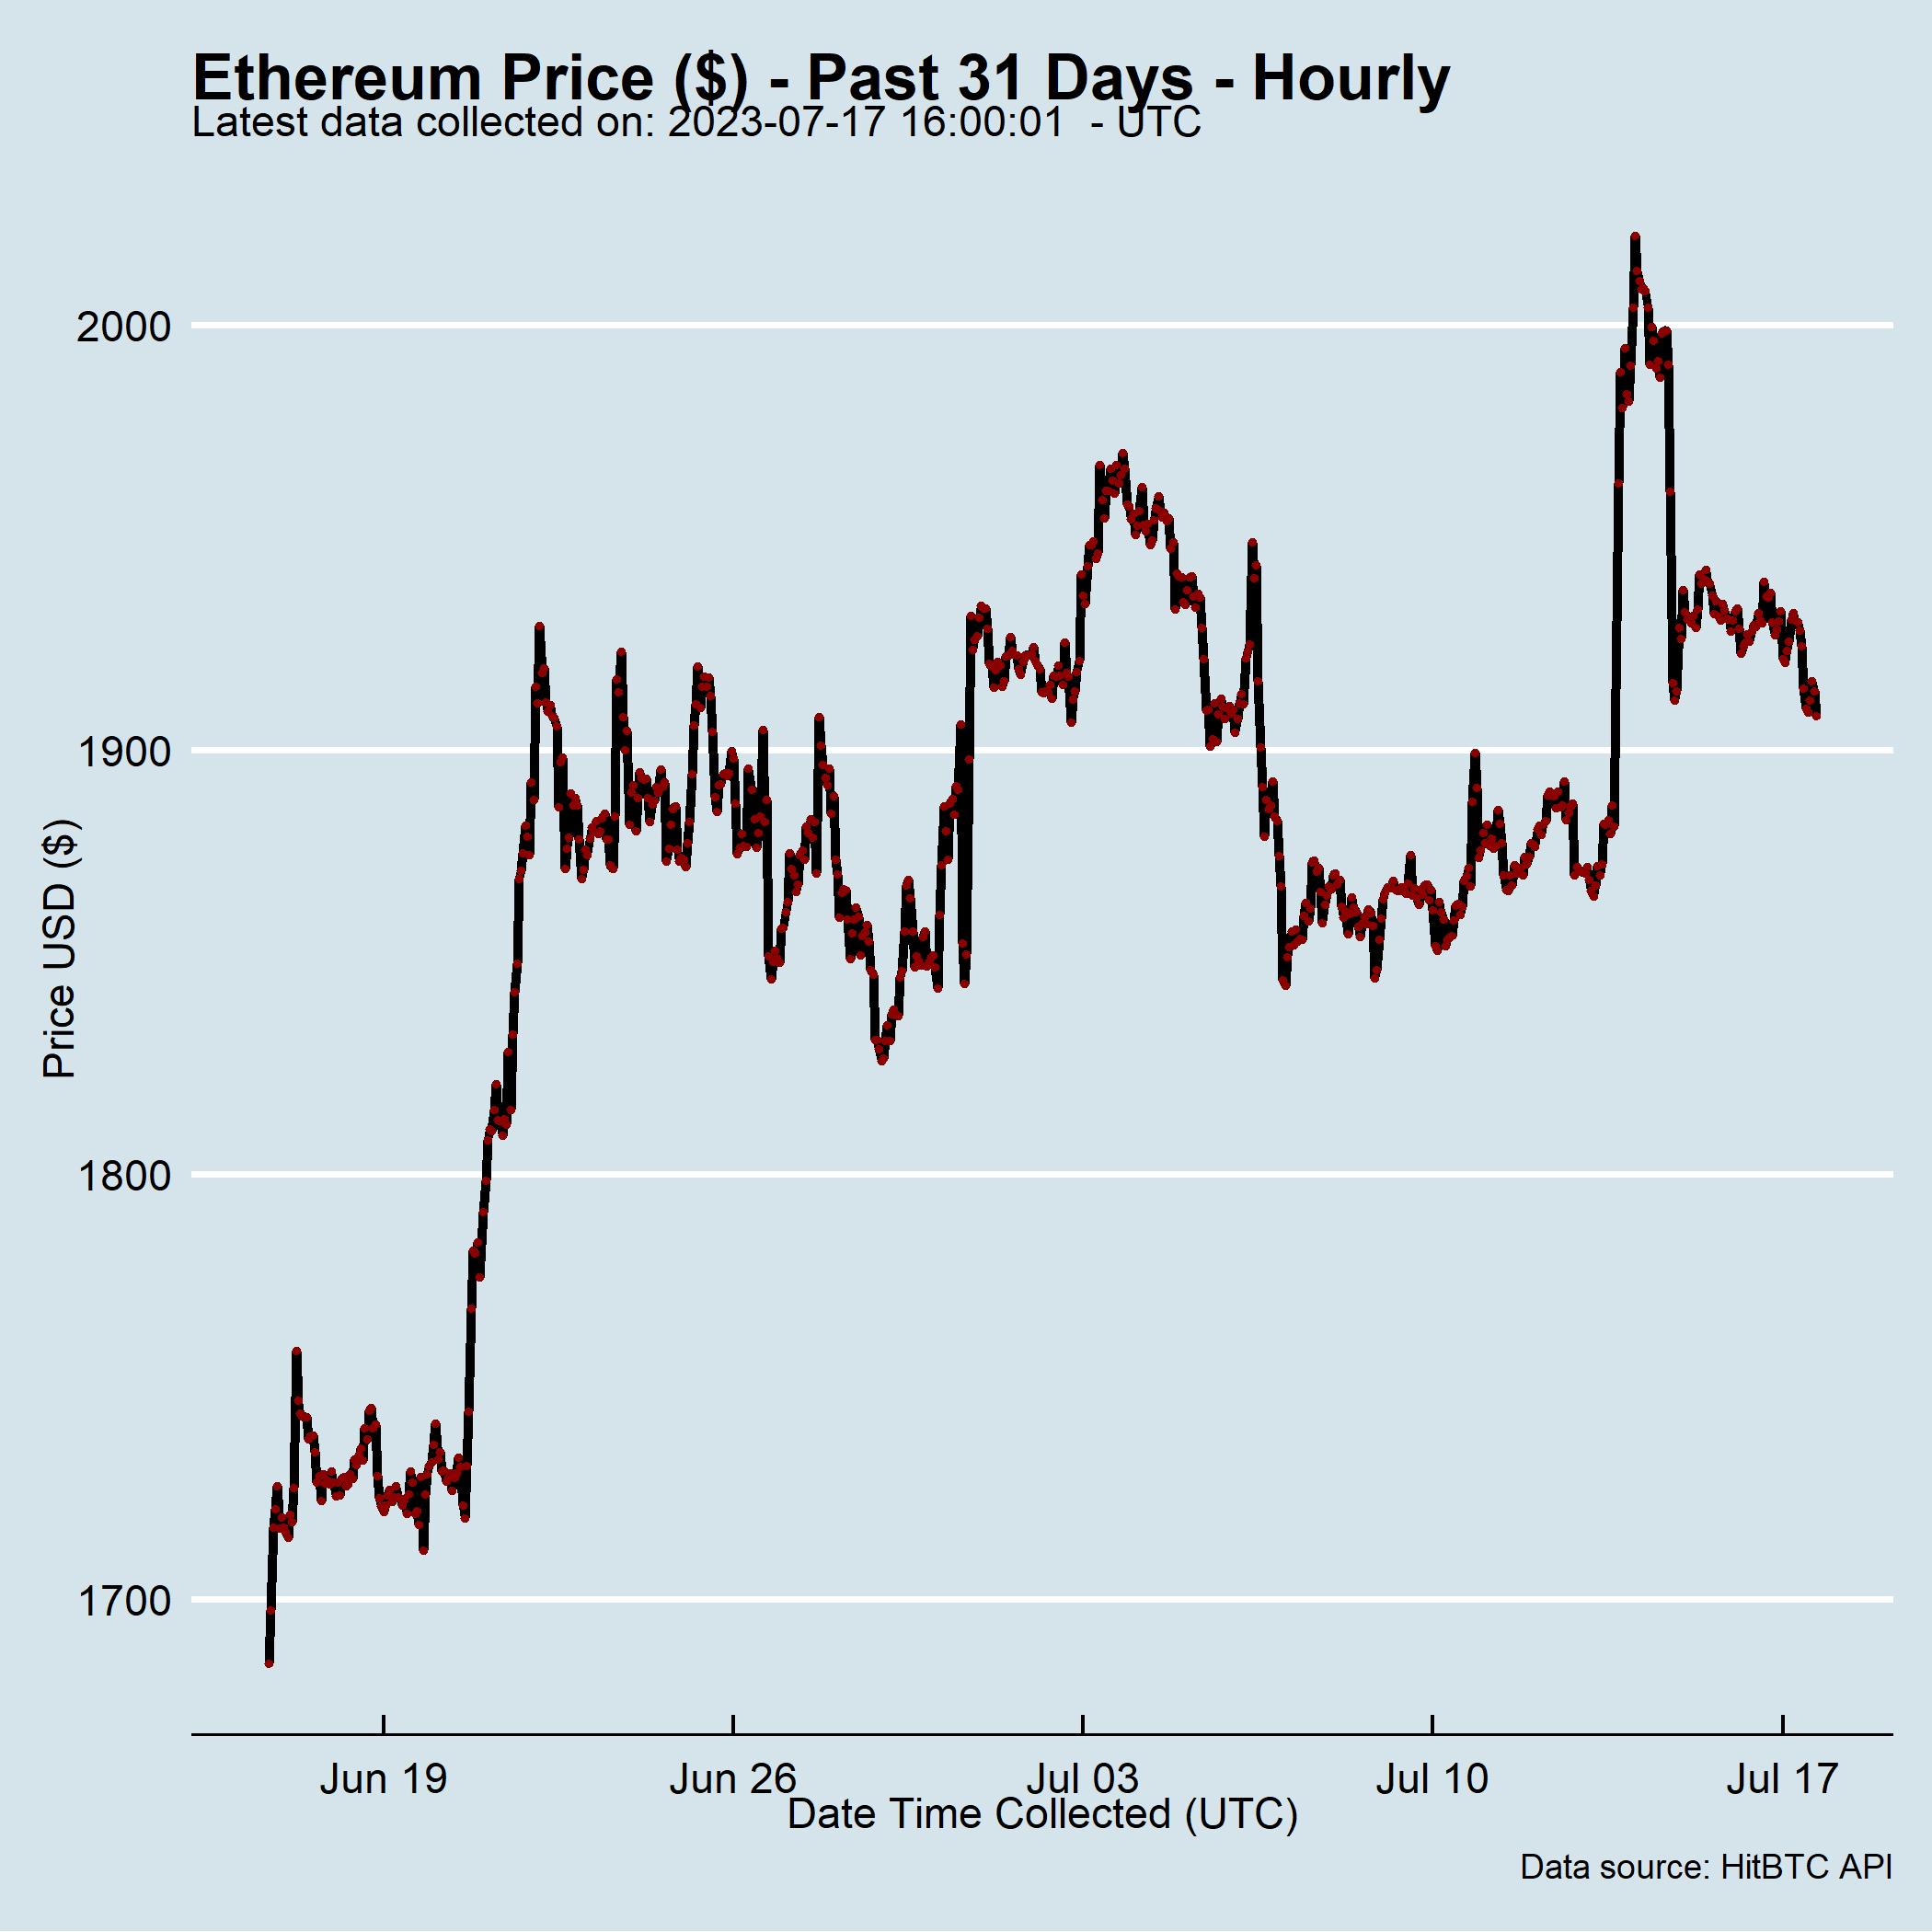 Ethereum Price ($) - Past 31 Days - Hourly
Latest data collected on: 2023-07-17 16:00:01  - UTC
2000
1900
1800
1700
Price USD ($)
Jun 19 Jun 26 Jul 03 Jul 10 Jul 17
Date Time Collected (UTC)
Data source: HitBTC API